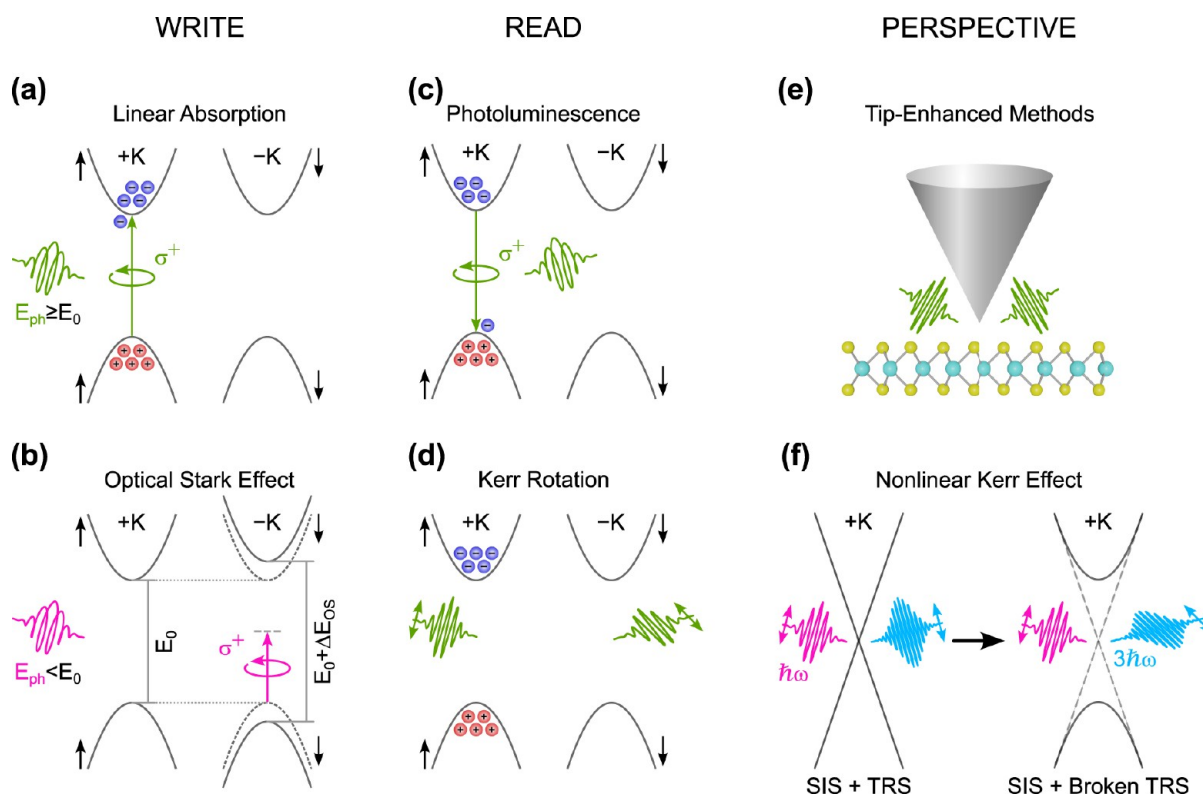 WRITE
READ
PERSPECTIVE
(a)
Linear Absorption
+K
−K
σ+
Eph≥E0
(c)
Photoluminescence
+K
−K
σ+
(e)
Tip-Enhanced Methods
(b)
Optical Stark Effect
+K
−K
Eph<E0
E0
σ+
E0+ΔEOS
(d)
Kerr Rotation
+K
−K
(f)
Nonlinear Kerr Effect
+K
+K
ħω
3ħω
SIS + TRS
SIS + Broken TRS